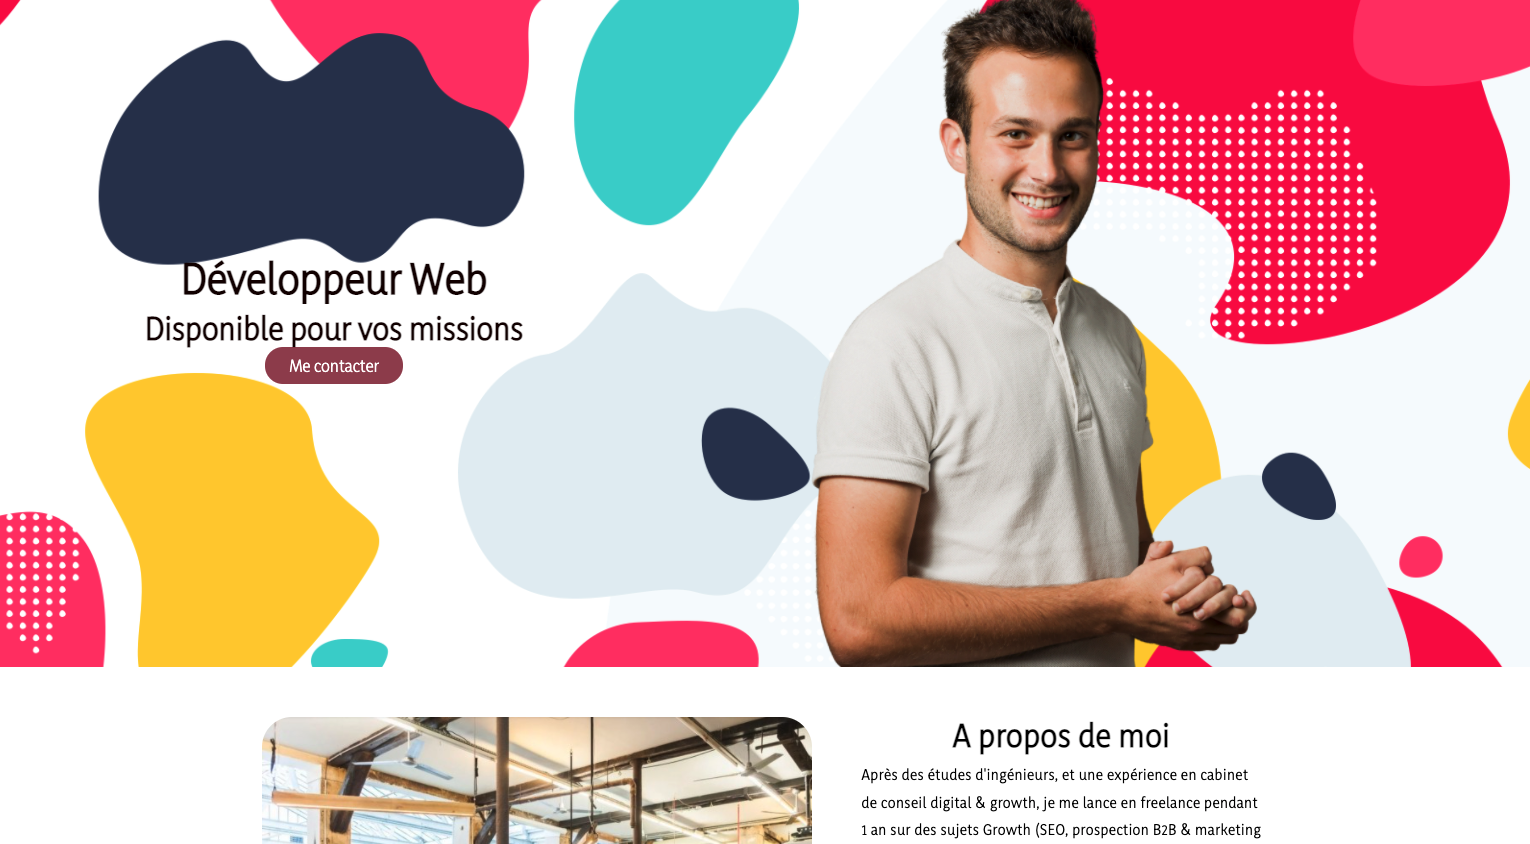 Développeur Web
Disponible pour vos missions
Me contacter
A propos de moi
Après des études d'ingénieurs, et une expérience en cabinet
de conseil digital & growth, je me lance en freelance pendant
1 an sur des sujets Growth (SEO, prospection B2B & marketing